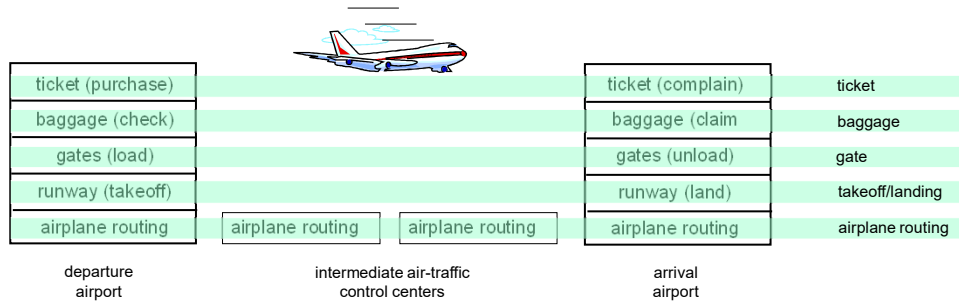 ticket (purchase) ticket (complain) ticket
baggage (check) baggage (claim baggage
gates (load) gates (unload) gate
runway (takeoff) runway (land) takeoff/landing
airplane routing airplane routing airplane routing airplane routing airplane routing
departure
airport
intermediate air-traffic
control centers
arrival
airport